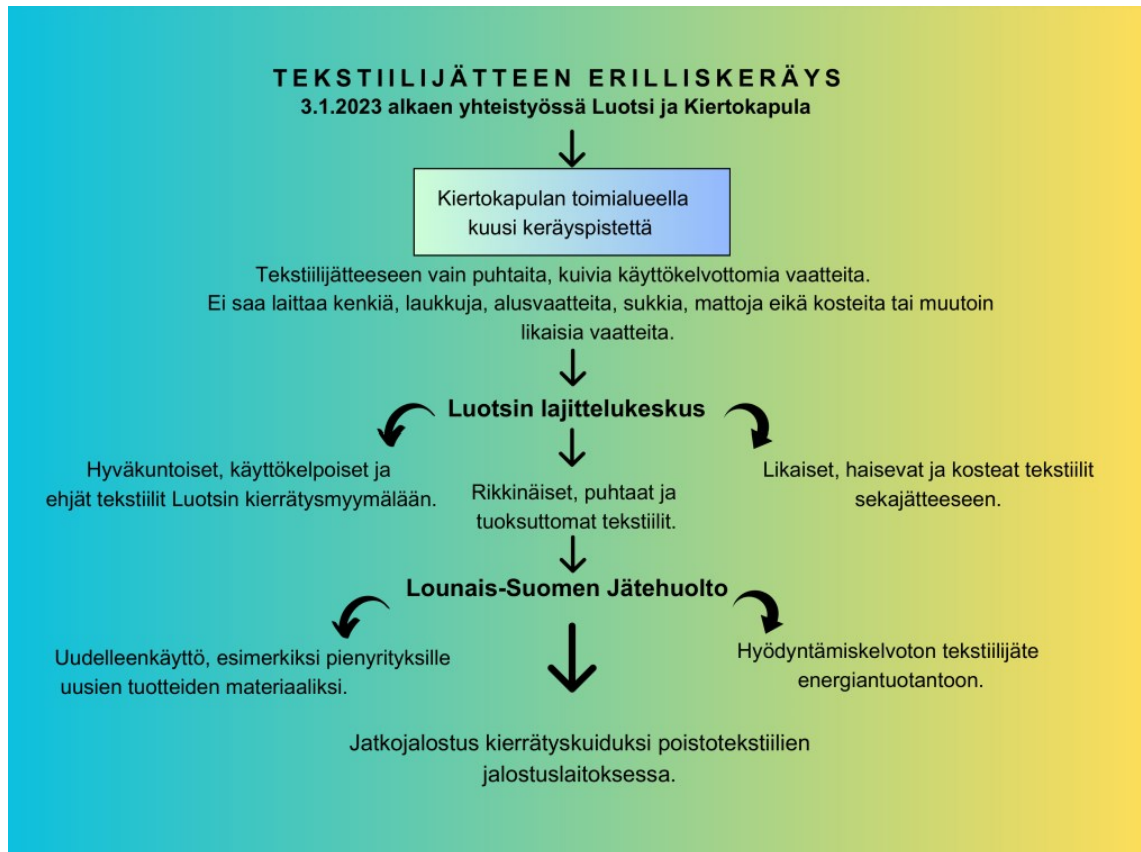 TEKSTIILIJÄTTEEN ERILLISKERÄYS
3.1.2023 alkaen yhteistyössä Luotsi ja Kiertokapula
Kiertokapulan toimialueella
kuusi keräyspistettä
Tekstiilijätteeseen vain puhtaita, kuivia käyttökelvottomia vaatteita.
Ei saa laittaa kenkiä, laukkuja, alusvaatteita, sukkia, mattoja eikä kosteita tai muutoin
likaisia vaatteita.
Luotsin lajittelukeskus
Hyväkuntoiset, käyttökelpoiset ja
ehjät tekstiilit Luotsin kierrätysmyymälään.
Rikkinäiset, puhtaat ja
tuoksuttomat tekstiilit.
Likaiset, haisevat ja kosteat tekstiilit
sekajätteeseen.
Lounais-Suomen Jätehuolto
Uudelleenkäyttö, esimerkiksi pienyrityksille
uusien tuotteiden materiaaliksi.
Hyödyntämiskelvoton tekstiilijäte
energiantuotantoon.
Jatkojalostus kierrätyskuiduksi poistotekstiilien
jalostuslaitoksessa.